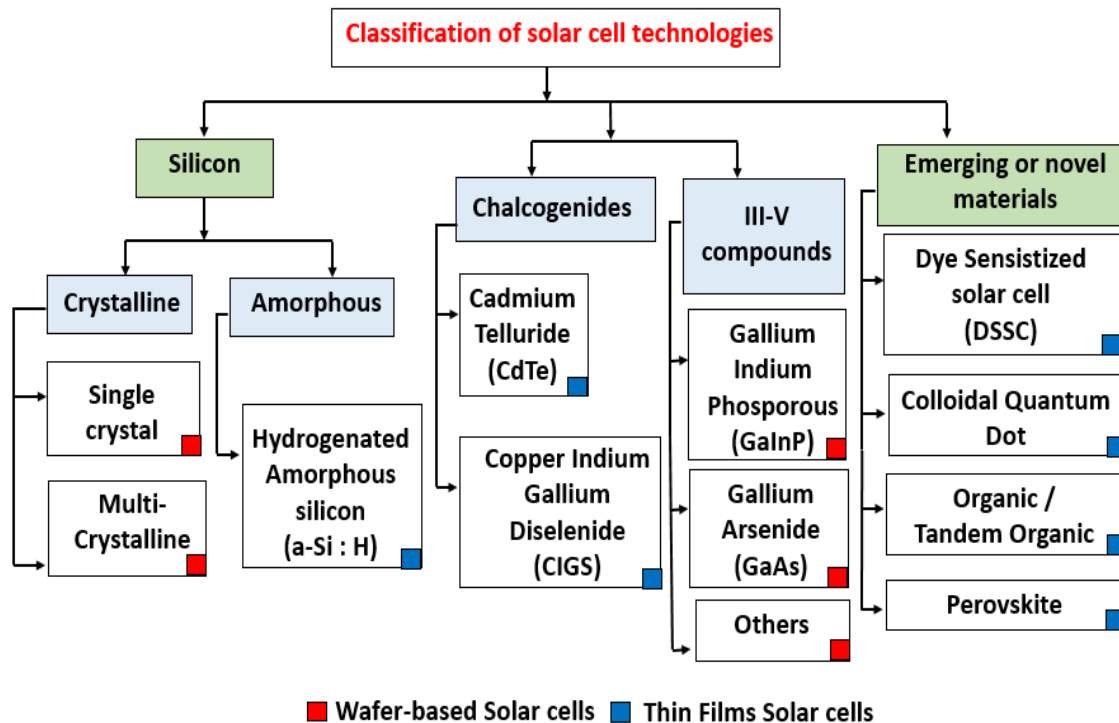 Classification of solar cell technologies
Silicon
Crystalline
Single
crystal
Multi-
Crystalline
Amorphous
Hydrogenated
Amorphous
silicon
(a-Si : H)
Chalcogenides
Cadmium
Telluride
(CdTe)
Copper Indium
Gallium
Diselenide
(CIGS)
III-V
compounds
Gallium
Indium
Phosporous
(GaInP)
Gallium
Arsenide
(GaAs)
Others
Emerging or novel
materials
Dye Sensistized
solar cell
(DSSC)
Colloidal Quantum
Dot
Organic /
Tandem Organic
Perovskite
Wafer-based Solar cells
Thin Films Solar cells